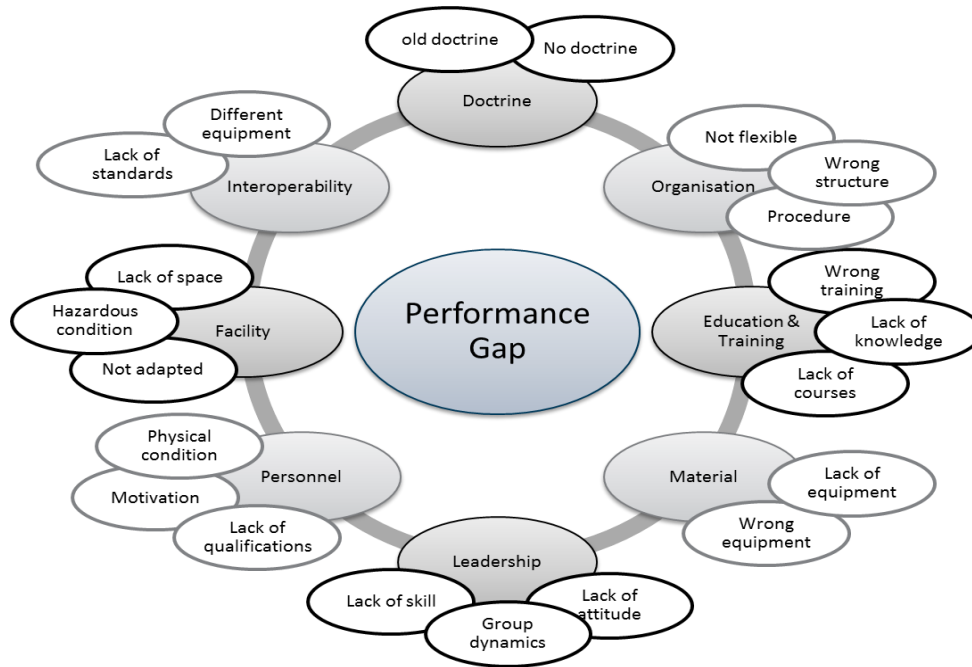 old doctrine
No doctrine
Doctrine
Different
equipment
Lack of
standards
Interoperability
Not flexible
Wrong
structure
Organisation
Procedure
Lack of space
Hazardous
condition
Facility
Not adapted
Performance
Gap
Wrong
training
Education &
Training
Lack of
knowledge
Lack of
courses
Physical
condition
Motivation
Personnel
Lack of
qualifications
Material
Lack of
equipment
Wrong
equipment
Leadership
Lack of skill
Group
dynamics
Lack of
attitude